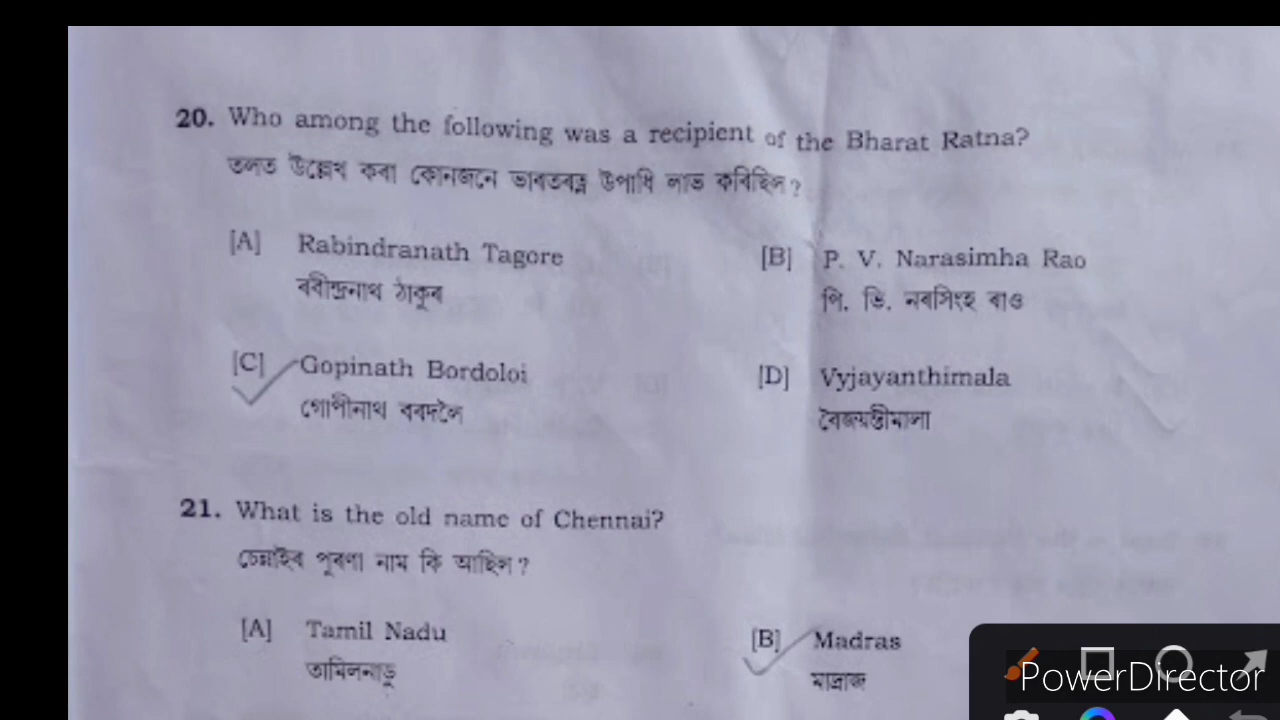 20. Who among the following was a recipient of the Bharat Ratna?
তলত উল্লেখ কৰা কোনজনে ভাৰতৰত্ন উপাধি লাভ কৰিছিল?
[A] Rabindranath Tagore [B] P. V. Narasimha Rao
ৰবীন্দ্ৰনাথ ঠাকুৰ পি. ভি. নৰসিংহ ৰাও
[C] Gopinath Bordoloi [D] Vyjayanthimala
গোপীনাথ বৰদলৈ বৈজয়ন্তীমালা
21. What is the old name of Chennai?
চেন্নাইৰ পুৰণা নাম কি আছিল?
[A] Tamil Nadu [B] Madras
তামিলনাডু মাদ্ৰাজ
PowerDirector